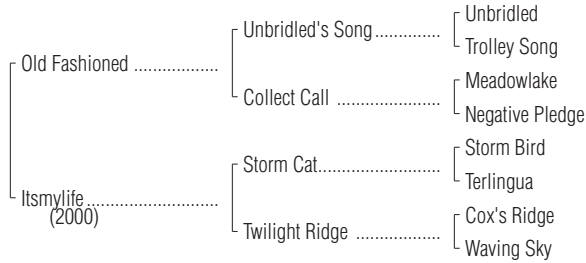 Unbridled
Unbridled's Song..............
Trolley Song
Old Fashioned ..................
Meadowlake
Collect Call ......................
Negative Pledge
Storm Bird
Storm Cat..........................
Terlingua
Itsmylife............................
(2000)
Cox's Ridge
Twilight Ridge ..................
Waving Sky